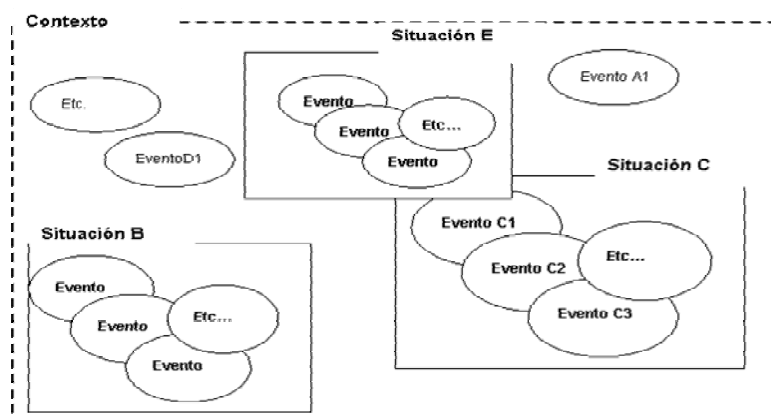 Contexto
Situación E
Evento A1
Etc.
Evento
Evento
Etc...
Evento
EventoD1
Situación C
Evento C1
Evento C2
Etc...
Evento C3
Situación B
Evento
Evento
Etc...
Evento